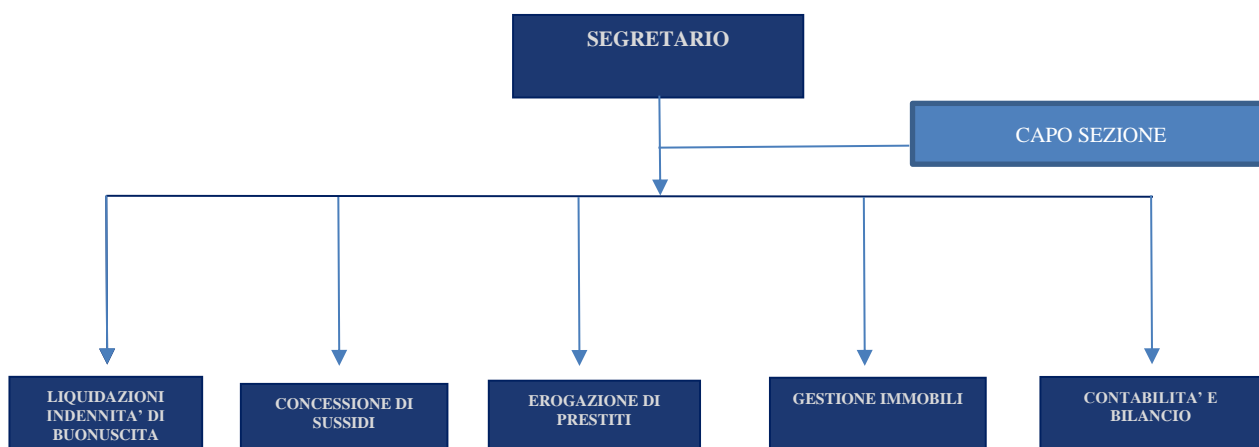 SEGRETARIO
CAPO SEZIONE
LIQUIDAZIONI
INDENNITA’ DI
BUONUSCITA
CONCESSIONE DI
SUSSIDI
EROGAZIONE DI
PRESTITI
GESTIONE IMMOBILI
CONTABILITA’ E
BILANCIO